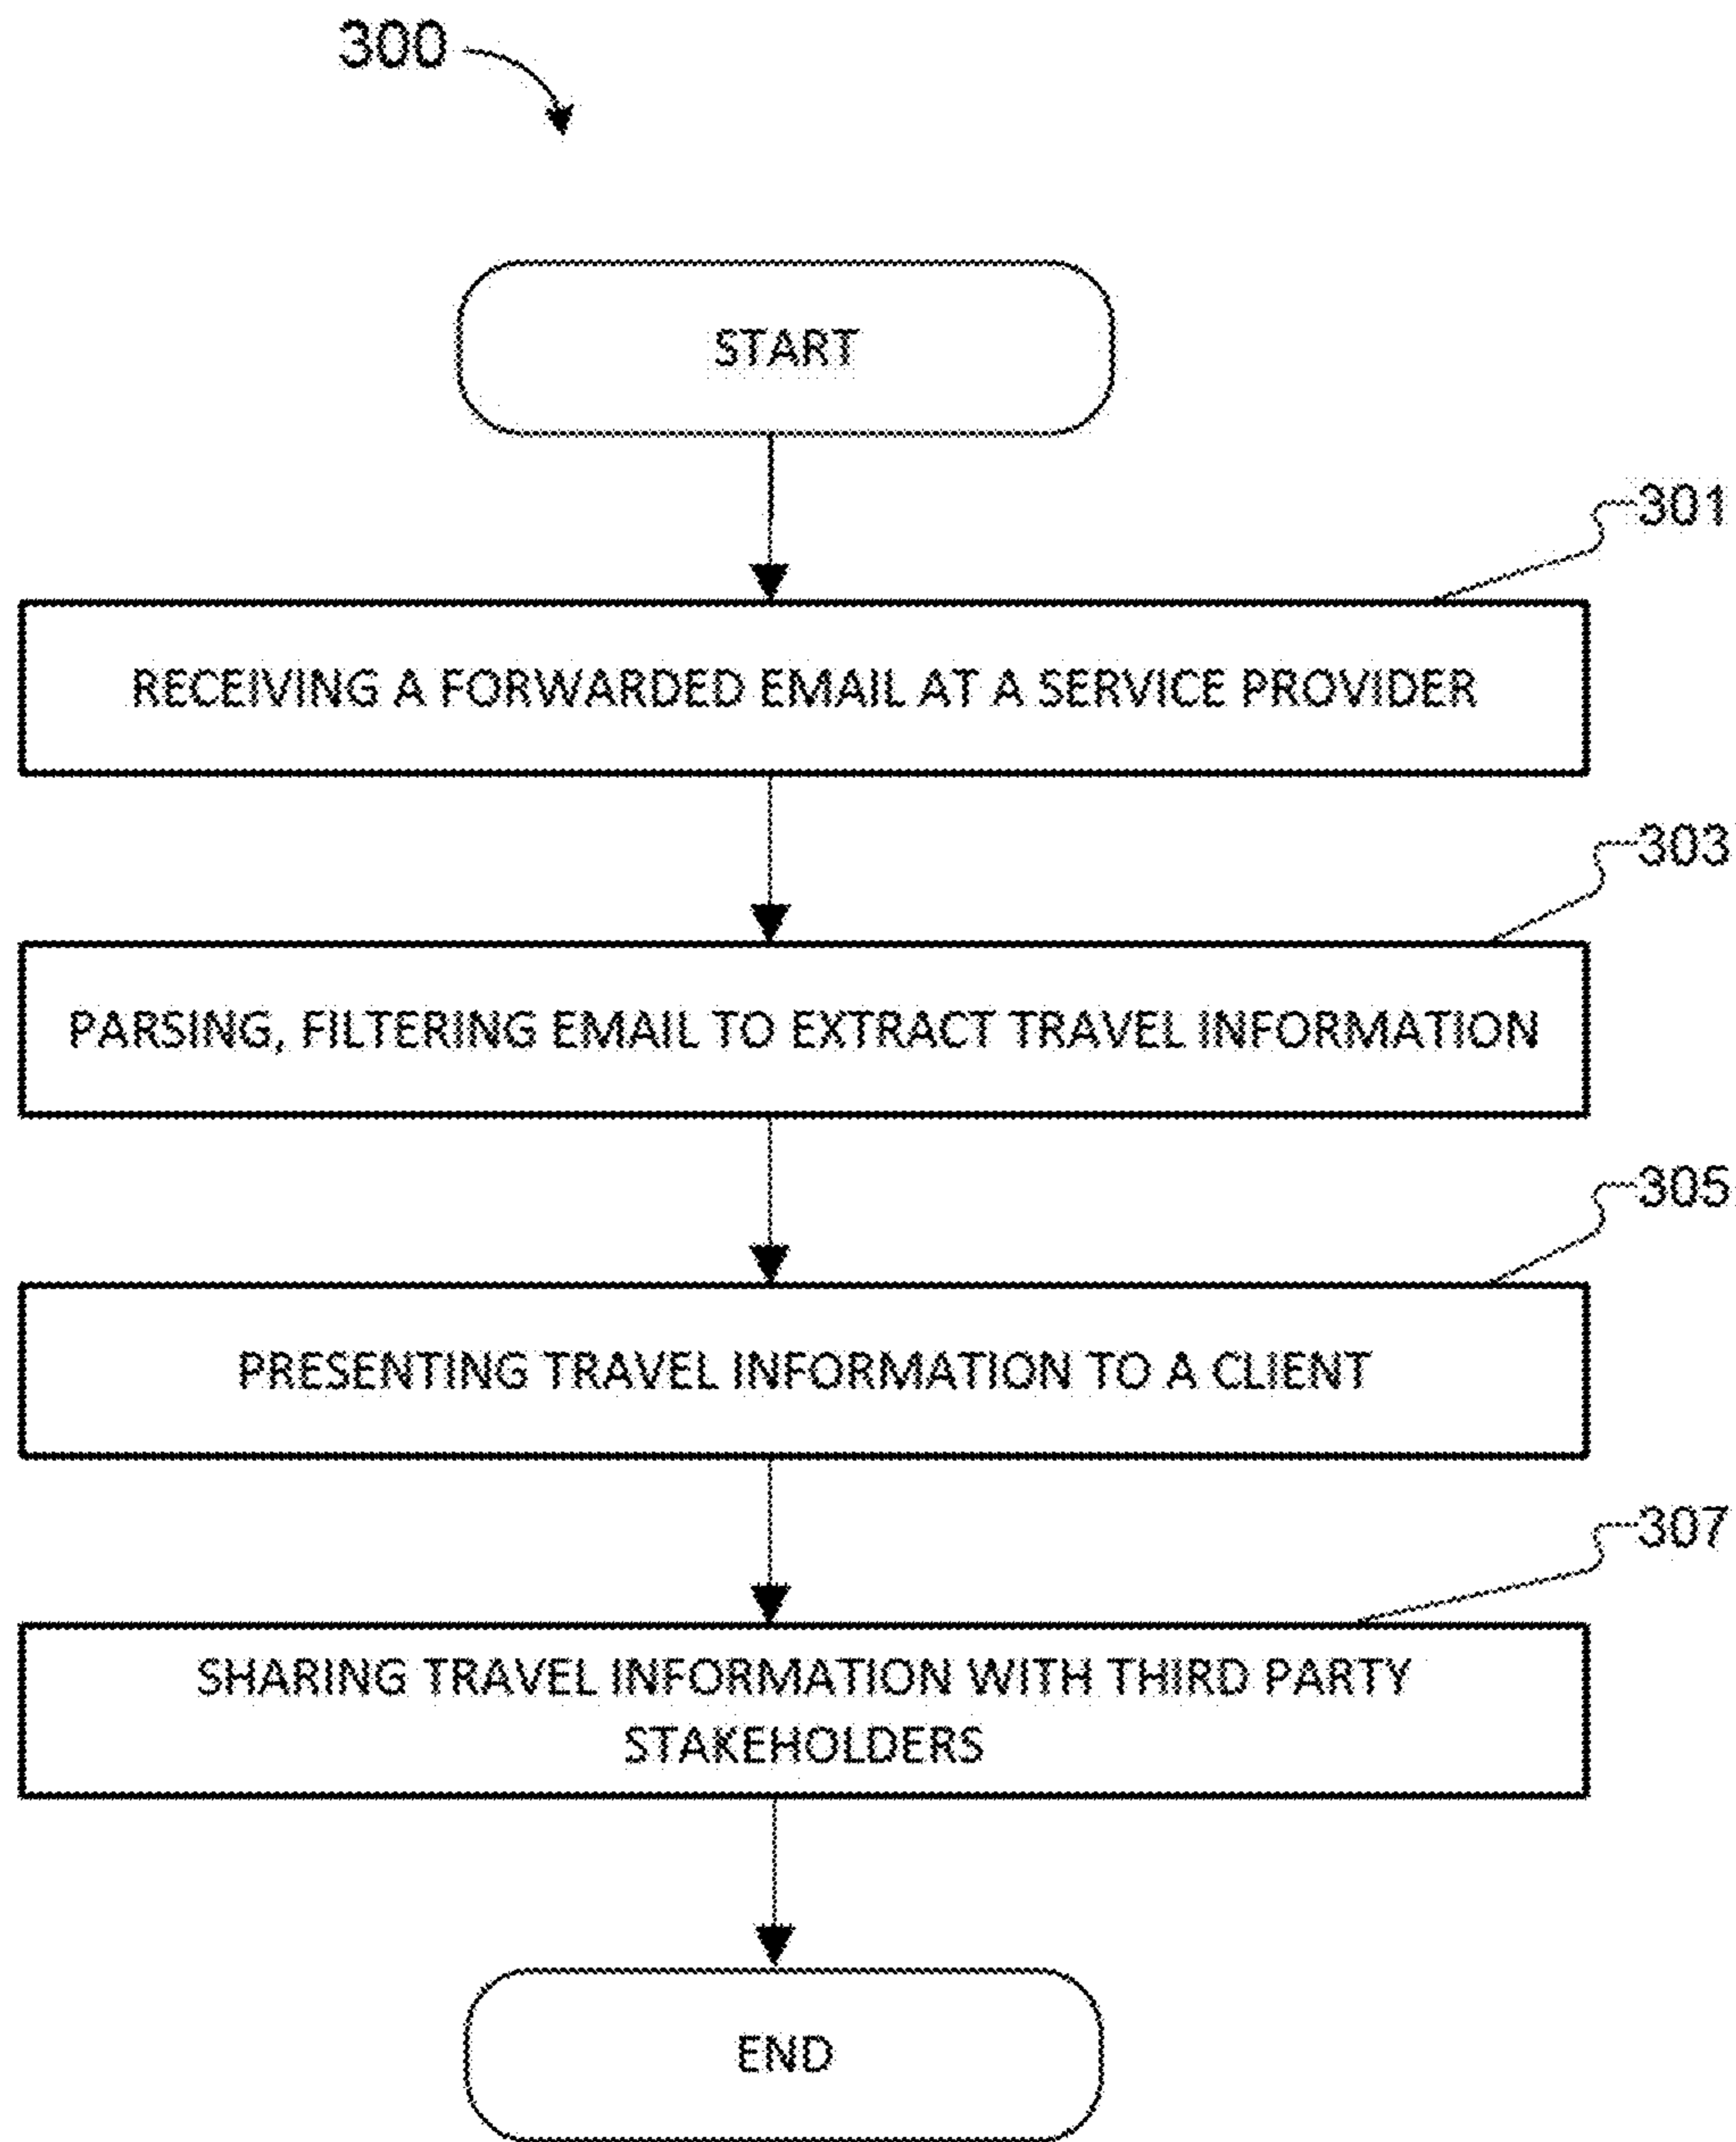 300
START
301
RECEIVING A FORWARDED EMAIL AT A SERVICE PROVIDER
303
PARSING, FILTERING EMAIL TO EXTRACT TRAVEL INFORMATION
305
PRESENTING TRAVEL INFORMATION TO A CLIENT
307
SHARING TRAVEL INFORMATION WITH THIRD PARTY
STAKEHOLDERS
END